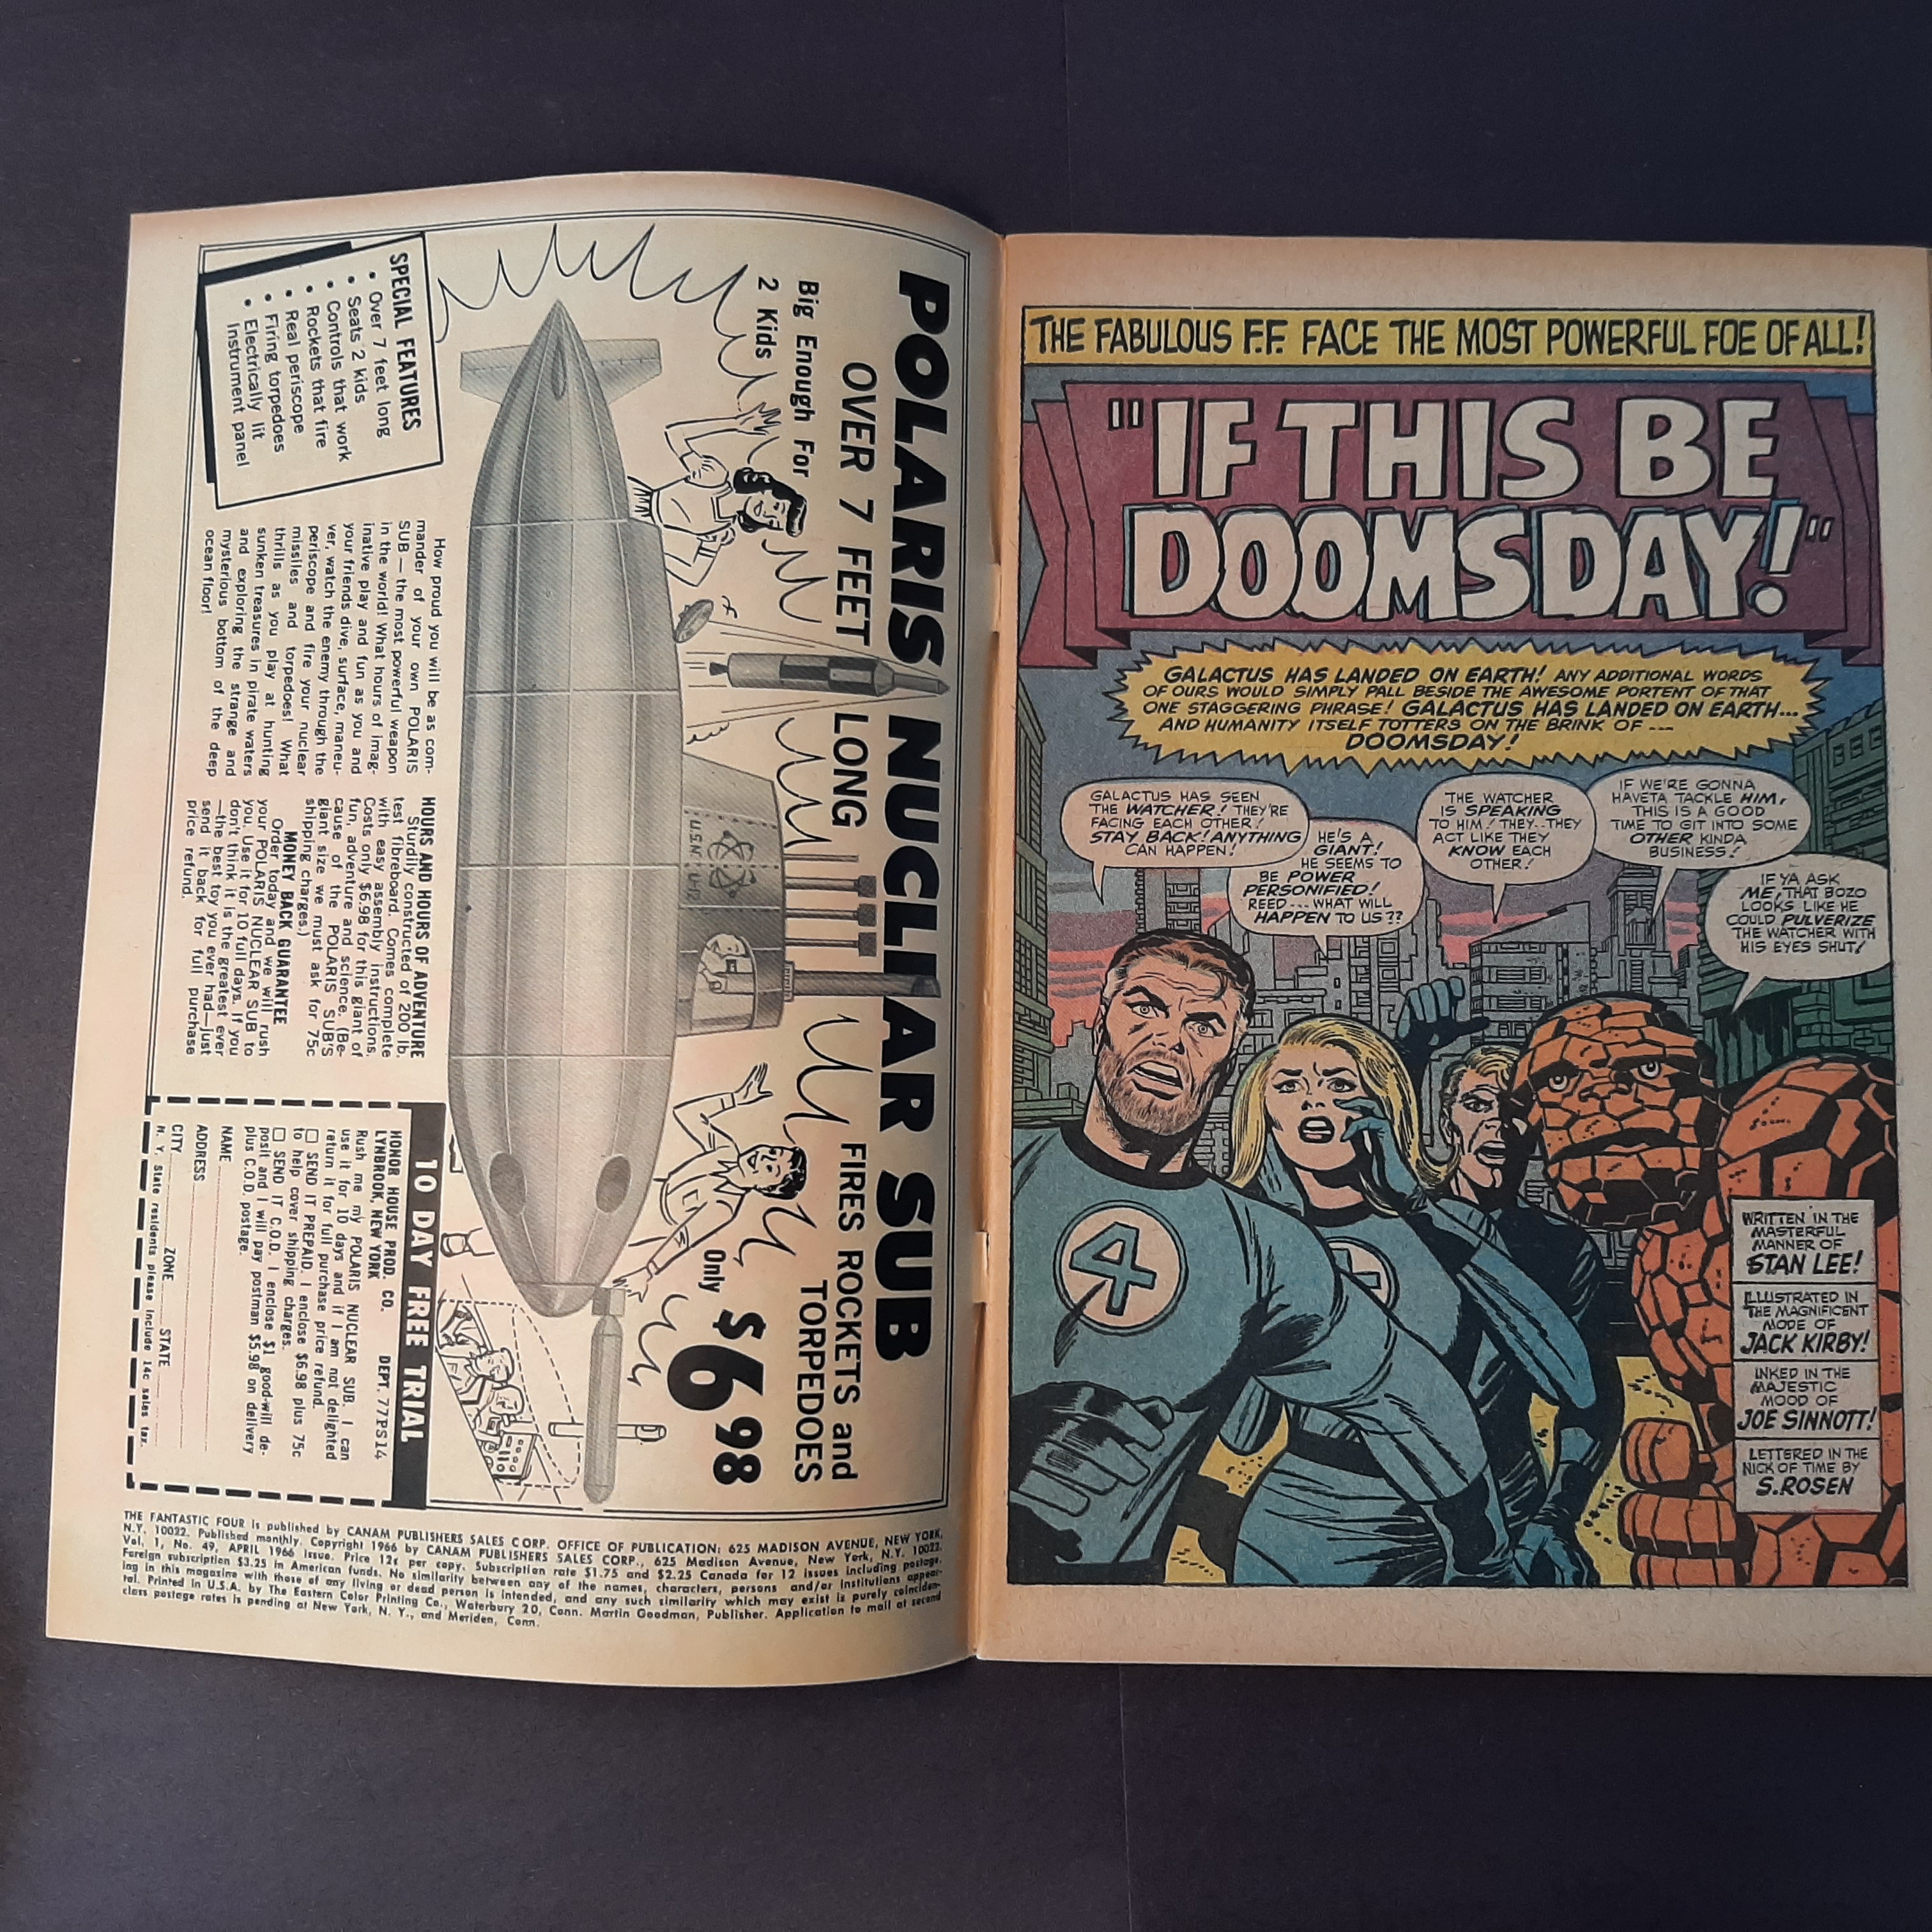 THE FABULOUS F.F. FACE THE MOST POWERFUL FOE OF ALL!
"IF THIS BE
DOOMSDAY!"
GALACTUS HAS LANDED ON EARTH! ANY ADDITIONAL WORDS
OF OURS WOULD SIMPLY PALL BESIDE THE AWESOME PORTENT OF THAT
ONE STAGGERING PHRASE! GALACTUS HAS LANDED ON EARTH...
AND HUMANITY ITSELF TOTTERS ON THE BRINK OF ---
DOOMSDAY!
GALACTUS HAS SEEN
THE WATCHER! THEY'RE
FACING EACH OTHER!
STAY BACK! ANYTHING
CAN HAPPEN!
HE'S A
GIANT!
HE SEEMS TO
BE POWER
PERSONIFIED!
REED --- WHAT WILL
HAPPEN TO US??
THE WATCHER
IS SPEAKING
TO HIM! THEY--THEY
ACT LIKE THEY
KNOW EACH
OTHER!
IF WE'RE GONNA
HAVETA TACKLE HIM,
THIS IS A GOOD
TIME TO GIT INTO SOME
OTHER KINDA
BUSINESS!
IF YA ASK
ME, THAT BOZO
LOOKS LIKE HE
COULD PULVERIZE
THE WATCHER WITH
HIS EYES SHUT!
WRITTEN IN THE
MASTERFUL
MANNER OF
STAN LEE!
ILLUSTRATED IN
THE MAGNIFICENT
MODE OF
JACK KIRBY!
INKED IN THE
MAJESTIC
MOOD OF
JOE SINNOTT!
LETTERED IN THE
NICK OF TIME BY
S. ROSEN
4
POLARIS NUCLEAR SUB
OVER 7 FEET LONG
FIRES ROCKETS and
TORPEDOES
Big Enough For
2 Kids
Only $6.98
U.S.N. U-12
SPECIAL FEATURES
• Over 7 feet long
• Seats 2 kids
• Controls that work
• Rockets that fire
• Real periscope
• Firing torpedoes
• Electrically lit
Instrument panel
How proud you will be as com-
mander of your own POLARIS
SUB — the most powerful weapon
in the world! What hours of imag-
inative play and fun as you and
your friends dive, surface, maneu-
ver, watch the enemy through the
periscope and fire your nuclear
missiles and torpedoes! What
thrills as you play at hunting
sunken treasures in pirate waters
and exploring the strange and
mysterious bottom of the deep
ocean floor!
HOURS AND HOURS OF ADVENTURE
Sturdily constructed of 200 lb.
test fibreboard. Comes complete
with easy assembly instructions.
Costs only $6.98 for this giant of
fun, adventure and science. (Be-
cause of the POLARIS SUB'S
giant size we must ask for 75c
shipping charges.)
MONEY BACK GUARANTEE
Order today and we will rush
your POLARIS NUCLEAR SUB to
you. Use it for 10 full days. If you
don't think it is the greatest ever
—the best toy you ever had—just
send it back for full purchase
price refund.
10 DAY FREE TRIAL
HONOR HOUSE PROD. CO. DEPT. 77PS14
LYNBROOK, NEW YORK
Rush me my POLARIS NUCLEAR SUB. I can
use it for 10 days and if I am not delighted
return it for full purchase price refund.
☐ SEND IT PREPAID. I enclose $6.98 plus 75c
to help cover shipping charges.
☐ SEND IT C.O.D. I enclose $1 good-will de-
posit and I will pay postman $5.98 on delivery
plus C.O.D. postage.
NAME
ADDRESS
CITY ZONE STATE
N. Y. State residents please include 14c sales tax.
THE FANTASTIC FOUR is published by CANAM PUBLISHERS SALES CORP. OFFICE OF PUBLICATION: 625 MADISON AVENUE, NEW YORK,
N.Y. 10022. Published monthly. Copyright 1966 by CANAM PUBLISHERS SALES CORP., 625 Madison Avenue, New York, N.Y. 10022.
Vol. 1, No. 49, APRIL 1966 issue. Price 12¢ per copy. Subscription rate $1.75 and $2.25 Canada for 12 issues including postage.
Foreign subscription $3.25 in American funds. No similarity between any of the names, characters, persons and/or institutions appear-
ing in this magazine with those of any living or dead person is intended, and any such similarity which may exist is purely coinciden-
tal. Printed in U.S.A. by The Eastern Color Printing Co., Waterbury 20, Conn. Martin Goodman, Publisher. Application to mail at second
class postage rates is pending at New York, N. Y., and Meriden, Conn.